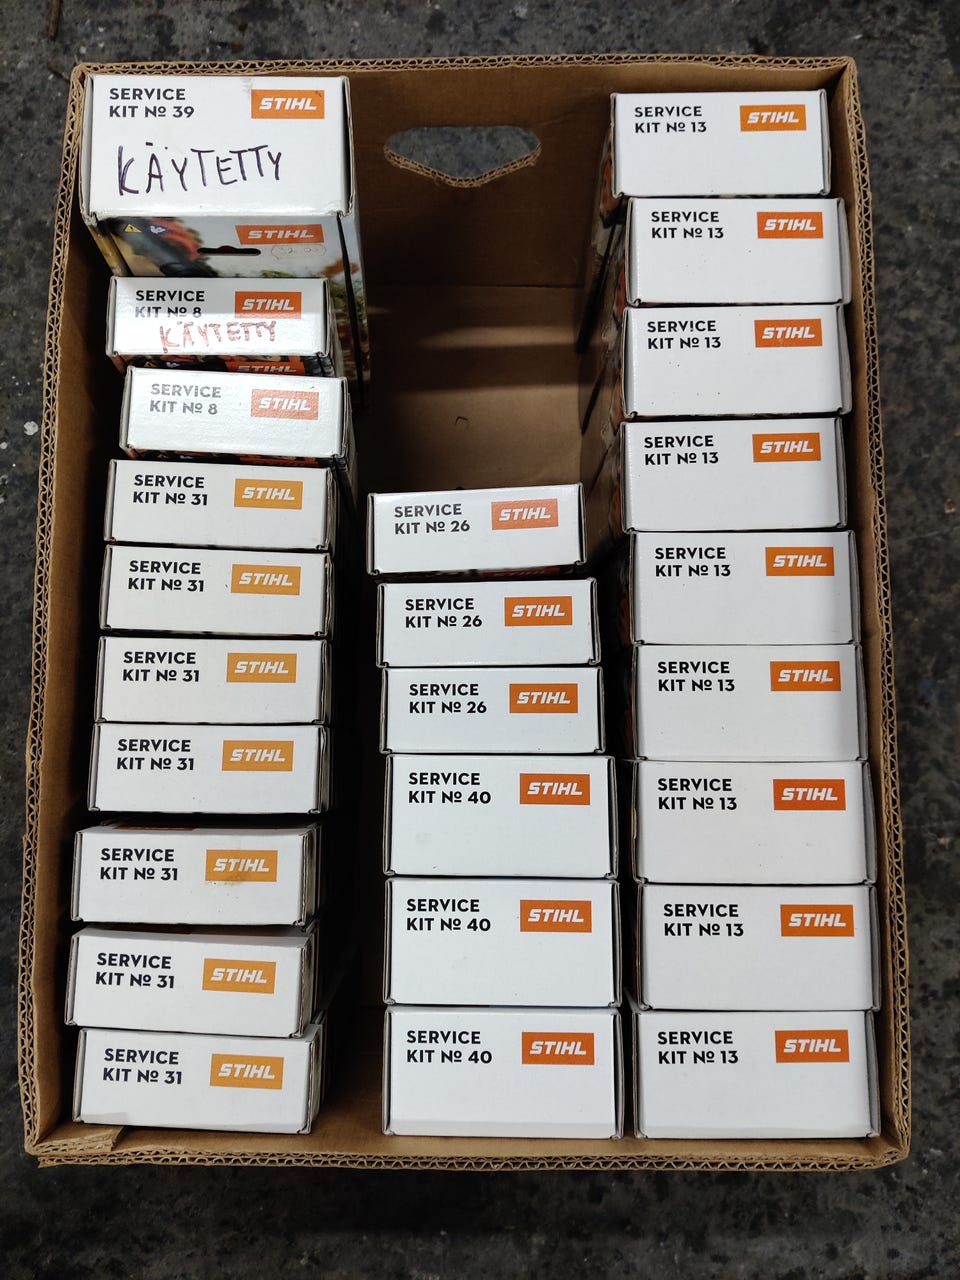 SERVICE
KIT Nº 39
STIHL
KÄYTETTY
STIHL
SERVICE
KIT Nº 8
STIHL
KÄYTETTY
STIHL
SERVICE
KIT Nº 8
STIHL
SERVICE
KIT Nº 31
STIHL
SERVICE
KIT Nº 31
STIHL
SERVICE
KIT Nº 31
STIHL
SERVICE
KIT Nº 31
STIHL
SERVICE
KIT Nº 31
STIHL
SERVICE
KIT Nº 31
STIHL
SERVICE
KIT Nº 31
STIHL
SERVICE
KIT Nº 26
STIHL
SERVICE
KIT Nº 26
STIHL
SERVICE
KIT Nº 26
STIHL
SERVICE
KIT Nº 40
STIHL
SERVICE
KIT Nº 40
STIHL
SERVICE
KIT Nº 40
STIHL
SERVICE
KIT Nº 13
STIHL
SERVICE
KIT Nº 13
STIHL
SERVICE
KIT Nº 13
STIHL
SERVICE
KIT Nº 13
STIHL
SERVICE
KIT Nº 13
STIHL
SERVICE
KIT Nº 13
STIHL
SERVICE
KIT Nº 13
STIHL
SERVICE
KIT Nº 13
STIHL
SERVICE
KIT Nº 13
STIHL